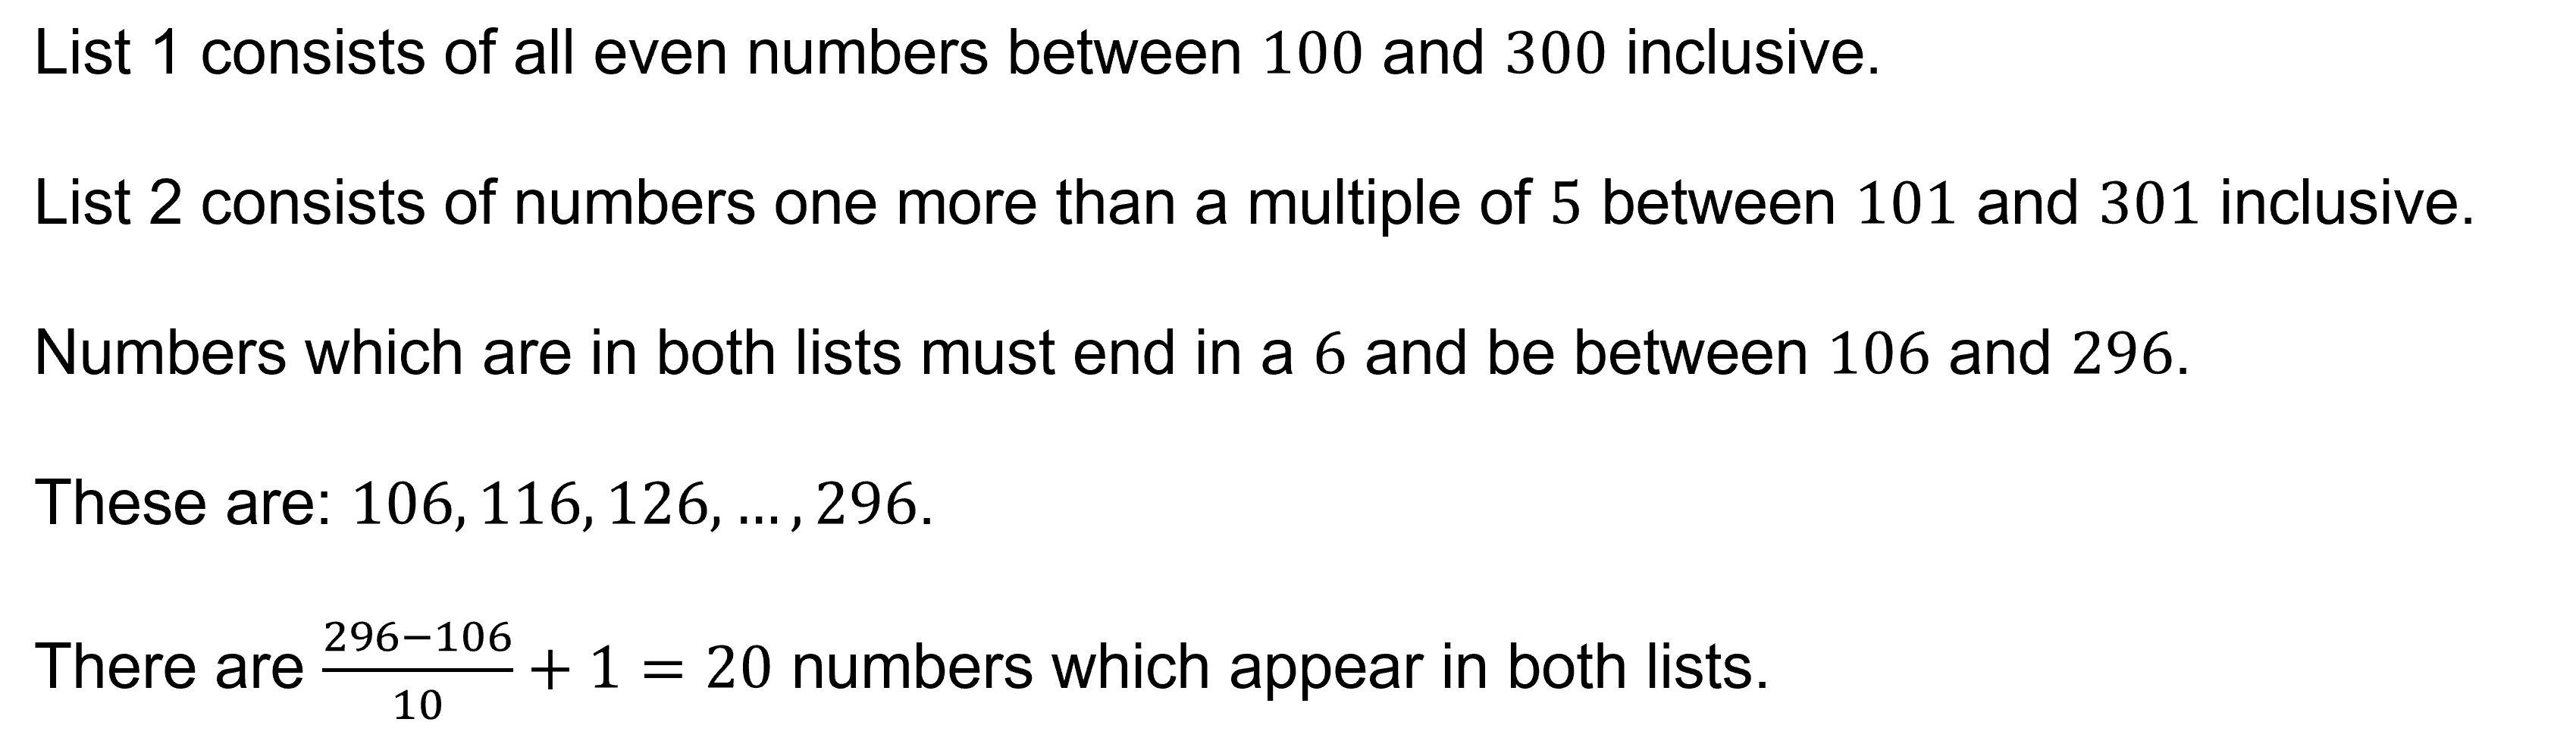 List 1 consists of all even numbers between 100 and 300 inclusive.
List 2 consists of numbers one more than a multiple of 5 between 101 and 301 inclusive.
Numbers which are in both lists must end in a 6 and be between 106 and 296.
These are: 106, 116, 126, … , 296.
There are \frac{296−106}{10} + 1 = 20 numbers which appear in both lists.